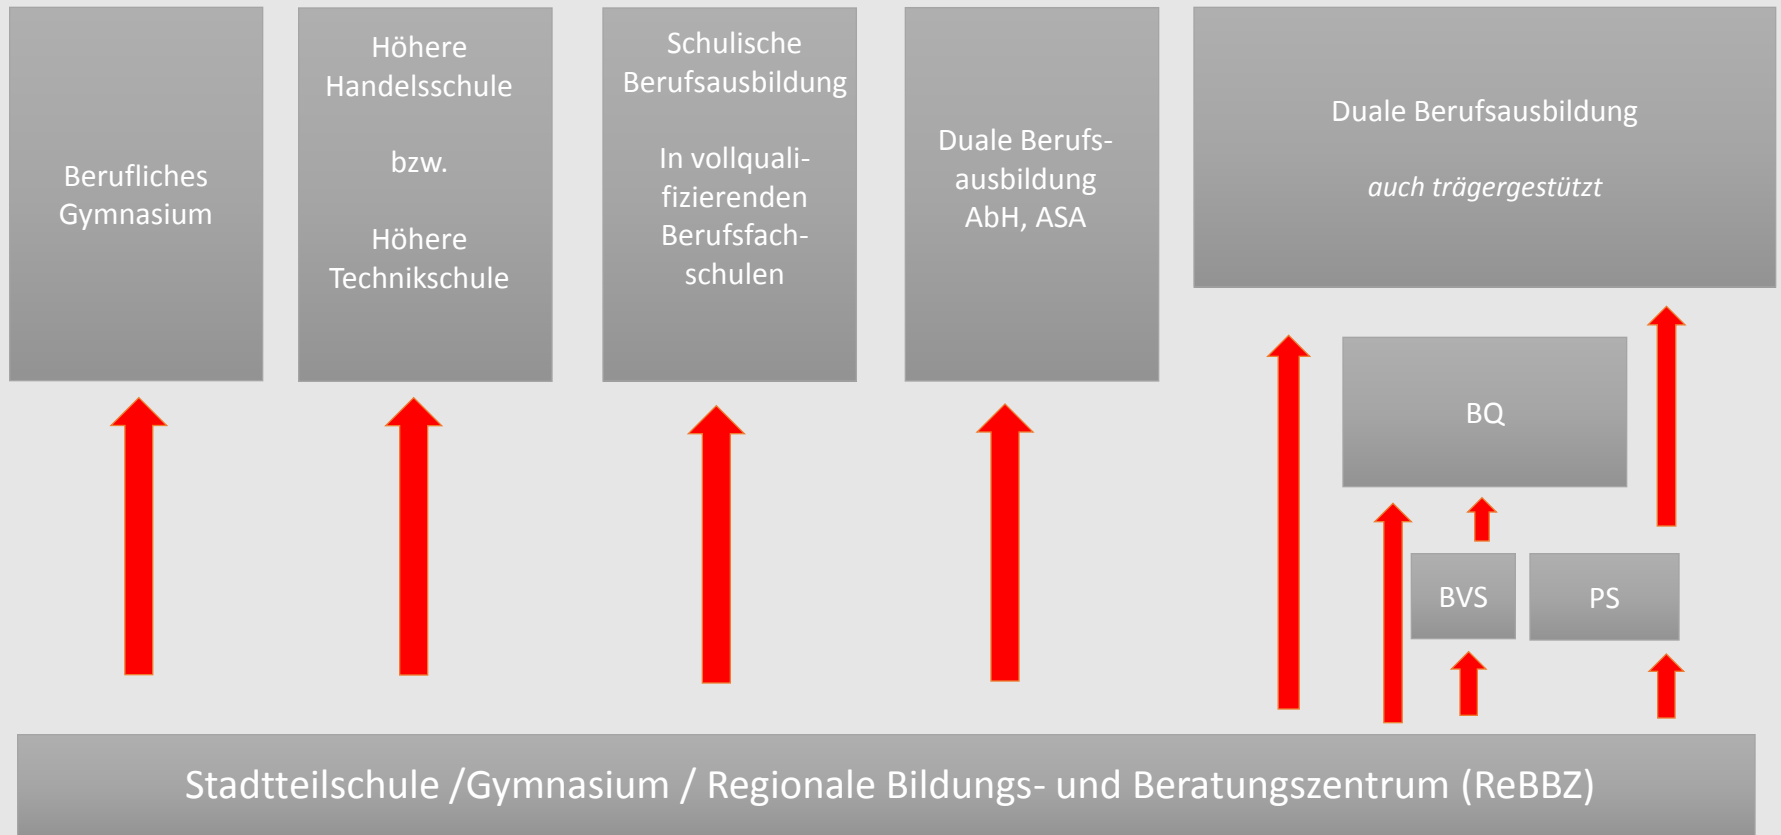 Berufliches
Gymnasium
Höhere
Handelsschule
bzw.
Höhere
Technikschule
Schulische
Berufsausbildung
In vollquali-
fizierenden
Berufsfach-
schulen
Duale Berufs-
ausbildung
AbH, ASA
Duale Berufsausbildung
auch trägergestützt
BQ
BVS
PS
Stadtteilschule /Gymnasium / Regionale Bildungs- und Beratungszentrum (ReBBZ)